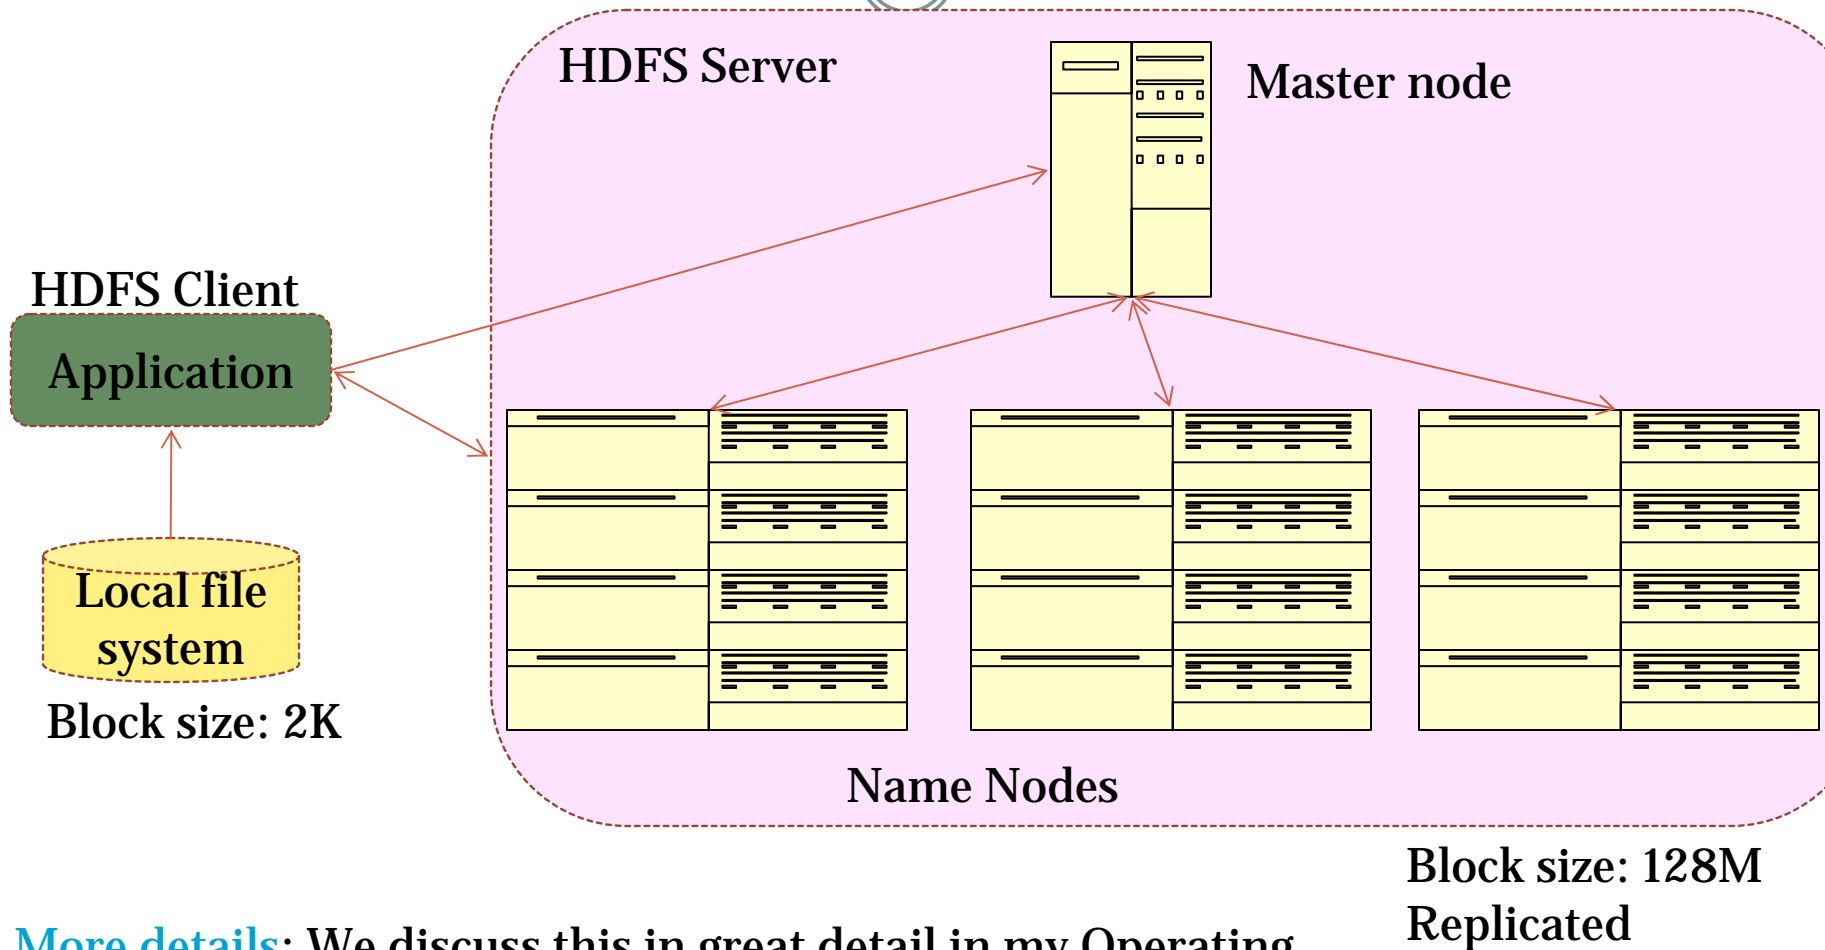 HDFS Server
Master node
HDFS Client
Application
Local file
system
Block size: 2K
Name Nodes
Block size: 128M
Replicated
More details: We discuss this in great detail in my Operating